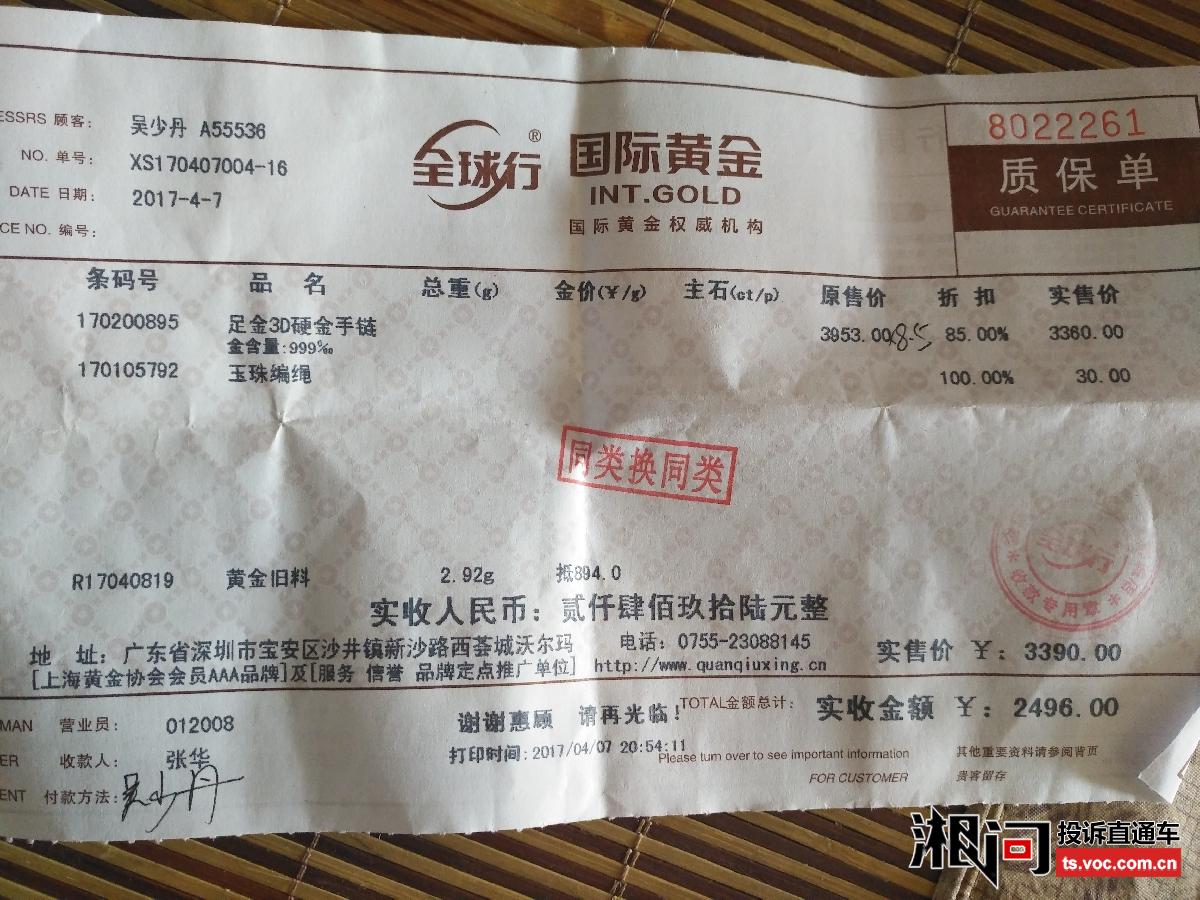 ESSRS 顾客： 吴少丹 A55536
NO. 单号： XS170407004-16
DATE 日期： 2017-4-7
CE NO. 编号：
全球行®
国际黄金
INT.GOLD
国际黄金权威机构
8022261
质保单
GUARANTEE CERTIFICATE
条码号 品 名 总重(g) 金价(¥/g) 主石(ct/p) 原售价 折 扣 实售价
170200895 足金3D硬金手链 3953.00 8.5 85.00% 3360.00
金含量:999‰
170105792 玉珠编绳 100.00% 30.00
同类换同类
全球行
收款专用章
R17040819 黄金旧料 2.92g 抵894.0
实收人民币：贰仟肆佰玖拾陆元整
地 址：广东省深圳市宝安区沙井镇新沙路西荟城沃尔玛 电话：0755-23088145
实售价 ¥：3390.00
[上海黄金协会会员AAA品牌]及[服务 信誉 品牌定点推广单位] http://www.quanqiuxing.cn
MAN 营业员： 012008
谢谢惠顾 请再光临！
TOTAL金额总计： 实收金额 ¥：2496.00
ER 收款人： 张华
打印时间：2017/04/07 20:54:11
Please turn over to see important information 其他重要资料请参阅背页
FOR CUSTOMER 贵客留存
ENT 付款方法： 吴少丹
湘问 投诉直通车
ts.voc.com.cn